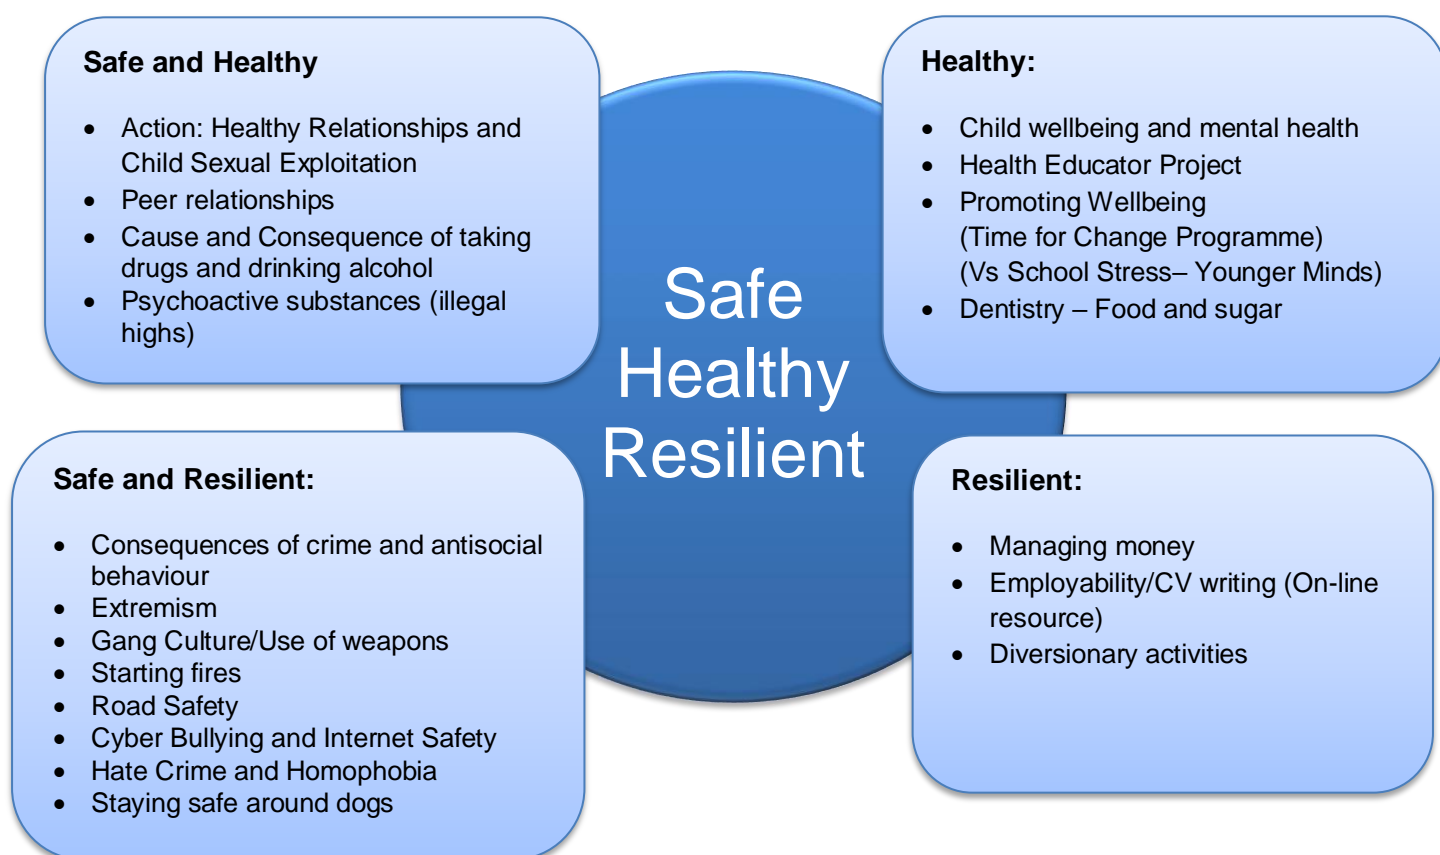 Safe and Healthy
• Action: Healthy Relationships and
Child Sexual Exploitation
• Peer relationships
• Cause and Consequence of taking
drugs and drinking alcohol
• Psychoactive substances (illegal
highs)
Healthy:
• Child wellbeing and mental health
• Health Educator Project
• Promoting Wellbeing
(Time for Change Programme)
(Vs School Stress– Younger Minds)
• Dentistry – Food and sugar
Safe
Healthy
Resilient
Safe and Resilient:
• Consequences of crime and antisocial
behaviour
• Extremism
• Gang Culture/Use of weapons
• Starting fires
• Road Safety
• Cyber Bullying and Internet Safety
• Hate Crime and Homophobia
• Staying safe around dogs
Resilient:
• Managing money
• Employability/CV writing (On-line
resource)
• Diversionary activities